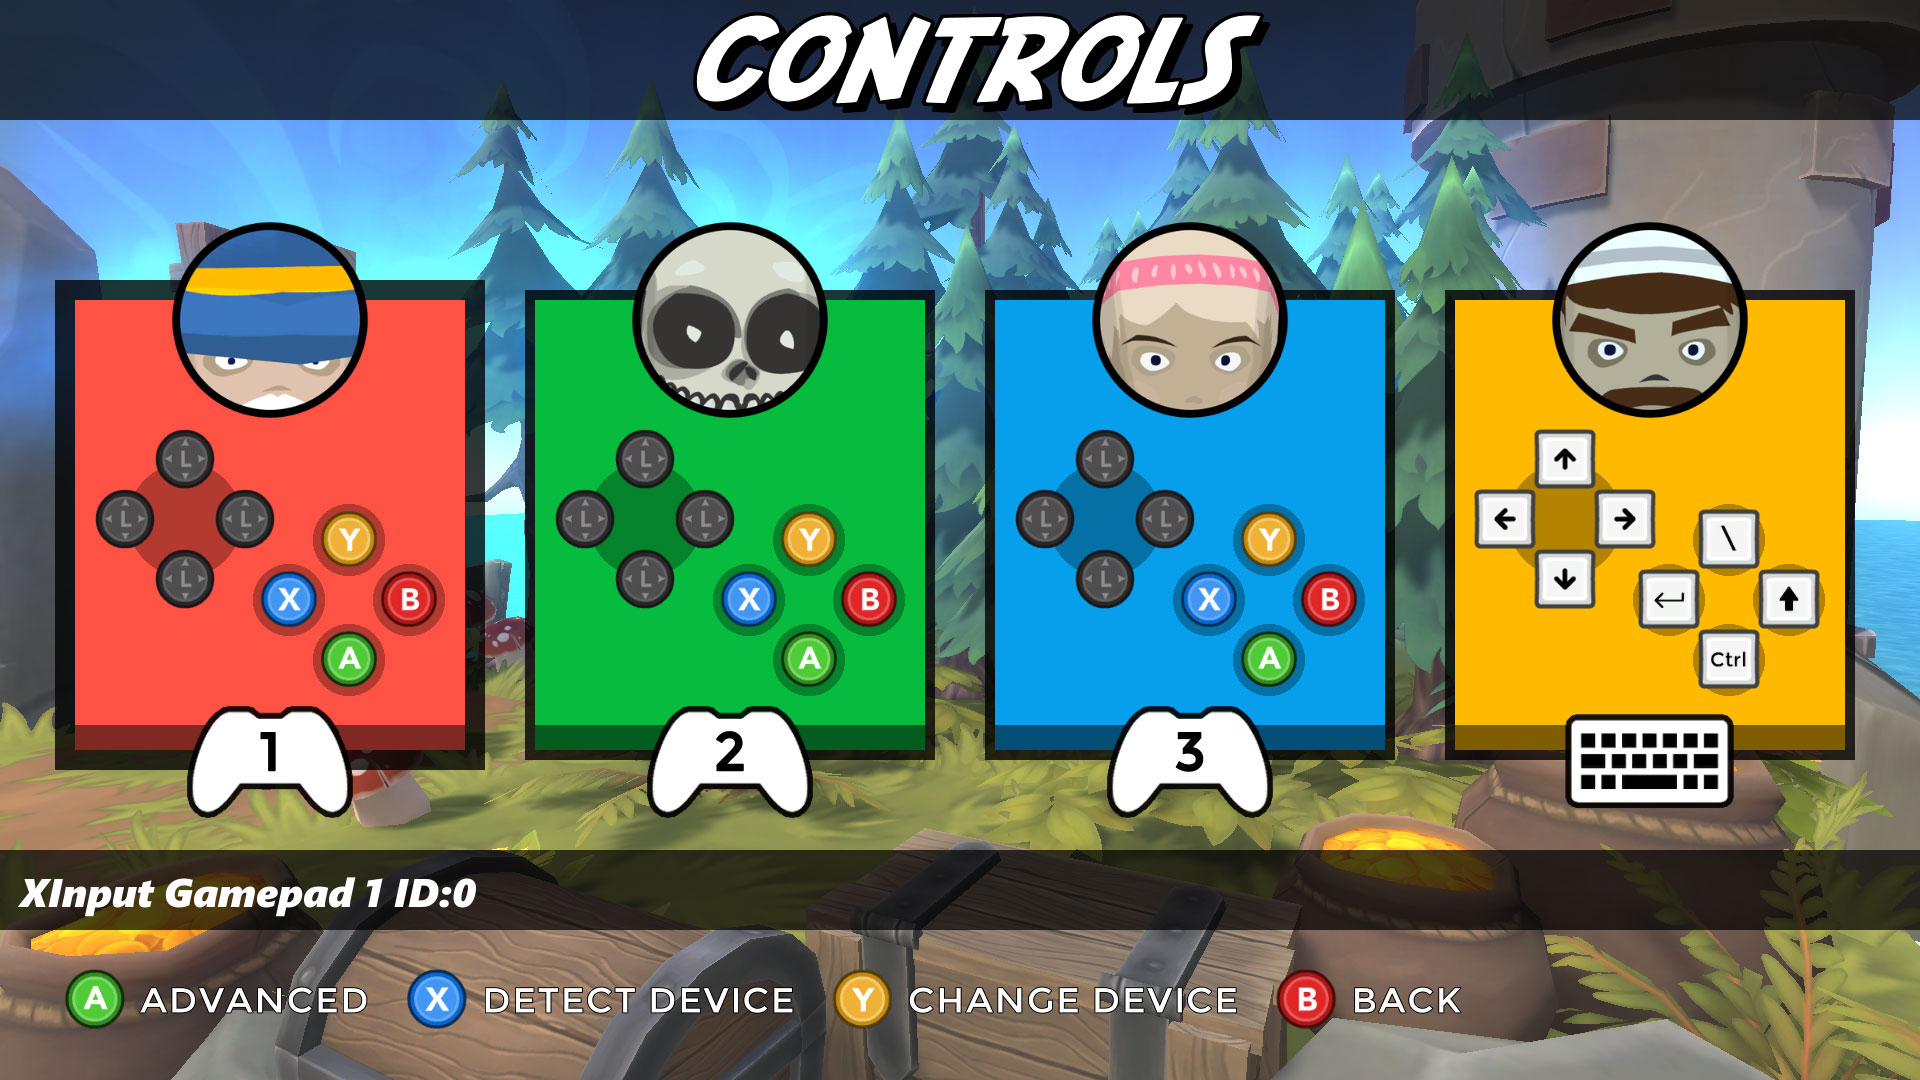 CONTROLS
L
L L
L
Y
X B
A
1
L
L L
L
Y
X B
A
2
L
L L
L
Y
X B
A
3
↑
← →
↓
\
↵ ⬆
Ctrl
XInput Gamepad 1 ID:0
A ADVANCED X DETECT DEVICE Y CHANGE DEVICE B BACK